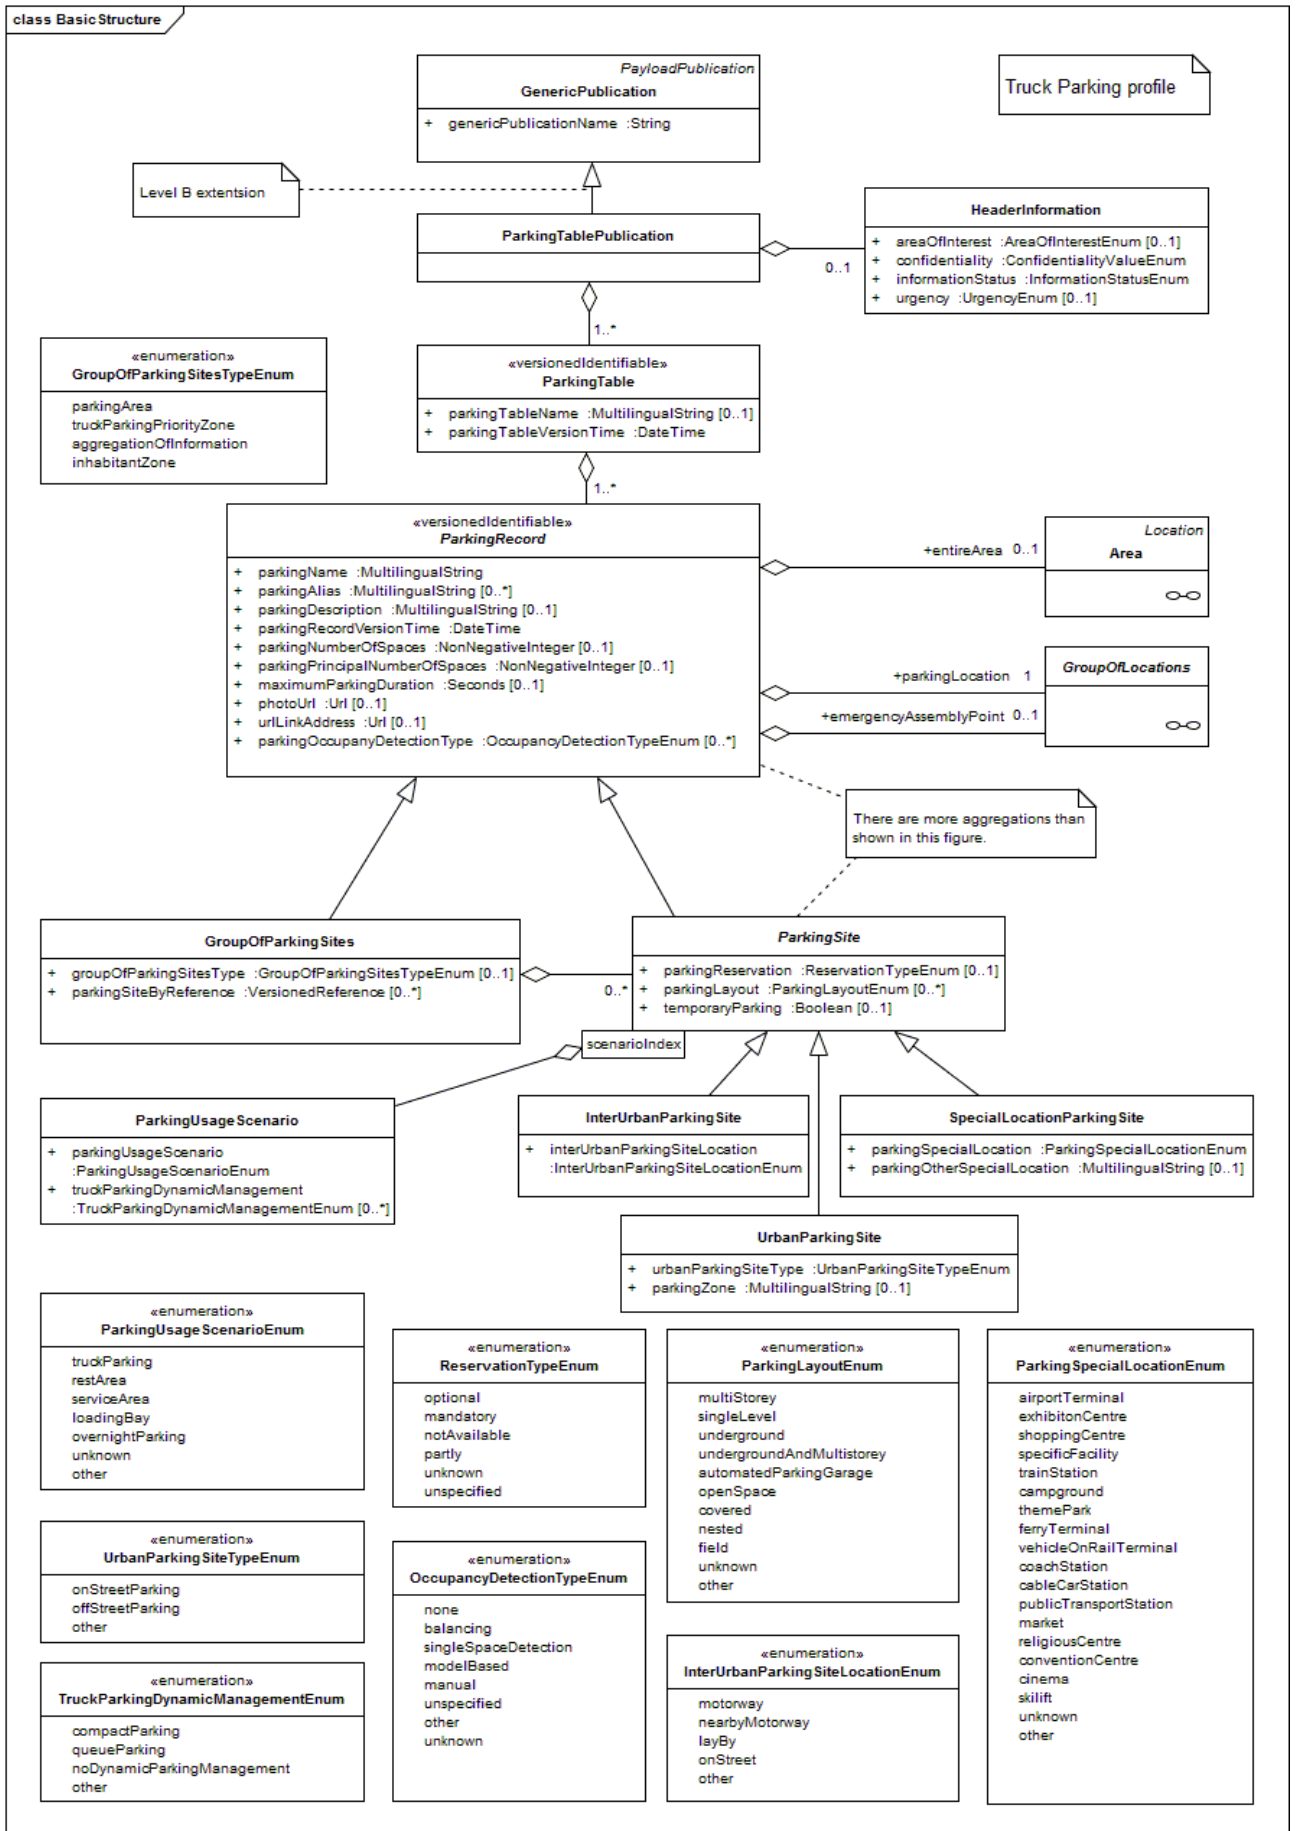 class BasicStructure
PayloadPublication
GenericPublication
+ genericPublicationName :String
Truck Parking profile
Level B extentsion
ParkingTablePublication
0..1
HeaderInformation
+ areaOfInterest :AreaOfInterestEnum [0..1]
+ confidentiality :ConfidentialityValueEnum
+ informationStatus :InformationStatusEnum
+ urgency :UrgencyEnum [0..1]
1..*
«enumeration»
GroupOfParkingSitesTypeEnum
parkingArea
truckParkingPriorityZone
aggregationOfInformation
inhabitantZone
«versionedIdentifiable»
ParkingTable
+ parkingTableName :MultilingualString [0..1]
+ parkingTableVersionTime :DateTime
1..*
«versionedIdentifiable»
ParkingRecord
+ parkingName :MultilingualString
+ parkingAlias :MultilingualString [0..*]
+ parkingDescription :MultilingualString [0..1]
+ parkingRecordVersionTime :DateTime
+ parkingNumberOfSpaces :NonNegativeInteger [0..1]
+ parkingPrincipalNumberOfSpaces :NonNegativeInteger [0..1]
+ maximumParkingDuration :Seconds [0..1]
+ photoUrl :Url [0..1]
+ urlLinkAddress :Url [0..1]
+ parkingOccupanyDetectionType :OccupancyDetectionTypeEnum [0..*]
+entireArea 0..1
Location
Area
+parkingLocation 1
+emergencyAssemblyPoint 0..1
GroupOfLocations
There are more aggregations than
shown in this figure.
GroupOfParkingSites
+ groupOfParkingSitesType :GroupOfParkingSitesTypeEnum [0..1]
+ parkingSiteByReference :VersionedReference [0..*]
0..*
ParkingSite
+ parkingReservation :ReservationTypeEnum [0..1]
+ parkingLayout :ParkingLayoutEnum [0..*]
+ temporaryParking :Boolean [0..1]
scenarioIndex
ParkingUsageScenario
+ parkingUsageScenario
:ParkingUsageScenarioEnum
+ truckParkingDynamicManagement
:TruckParkingDynamicManagementEnum [0..*]
InterUrbanParkingSite
+ interUrbanParkingSiteLocation
:InterUrbanParkingSiteLocationEnum
SpecialLocationParkingSite
+ parkingSpecialLocation :ParkingSpecialLocationEnum
+ parkingOtherSpecialLocation :MultilingualString [0..1]
UrbanParkingSite
+ urbanParkingSiteType :UrbanParkingSiteTypeEnum
+ parkingZone :MultilingualString [0..1]
«enumeration»
ParkingUsageScenarioEnum
truckParking
restArea
serviceArea
loadingBay
overnightParking
unknown
other
«enumeration»
ReservationTypeEnum
optional
mandatory
notAvailable
partly
unknown
unspecified
«enumeration»
ParkingLayoutEnum
multiStorey
singleLevel
underground
undergroundAndMultistorey
automatedParkingGarage
openSpace
covered
nested
field
unknown
other
«enumeration»
ParkingSpecialLocationEnum
airportTerminal
exhibitonCentre
shoppingCentre
specificFacility
trainStation
campground
themePark
ferryTerminal
vehicleOnRailTerminal
coachStation
cableCarStation
publicTransportStation
market
religiousCentre
conventionCentre
cinema
skilift
unknown
other
«enumeration»
UrbanParkingSiteTypeEnum
onStreetParking
offStreetParking
other
«enumeration»
OccupancyDetectionTypeEnum
none
balancing
singleSpaceDetection
modelBased
manual
unspecified
other
unknown
«enumeration»
InterUrbanParkingSiteLocationEnum
motorway
nearbyMotorway
layBy
onStreet
other
«enumeration»
TruckParkingDynamicManagementEnum
compactParking
queueParking
noDynamicParkingManagement
other